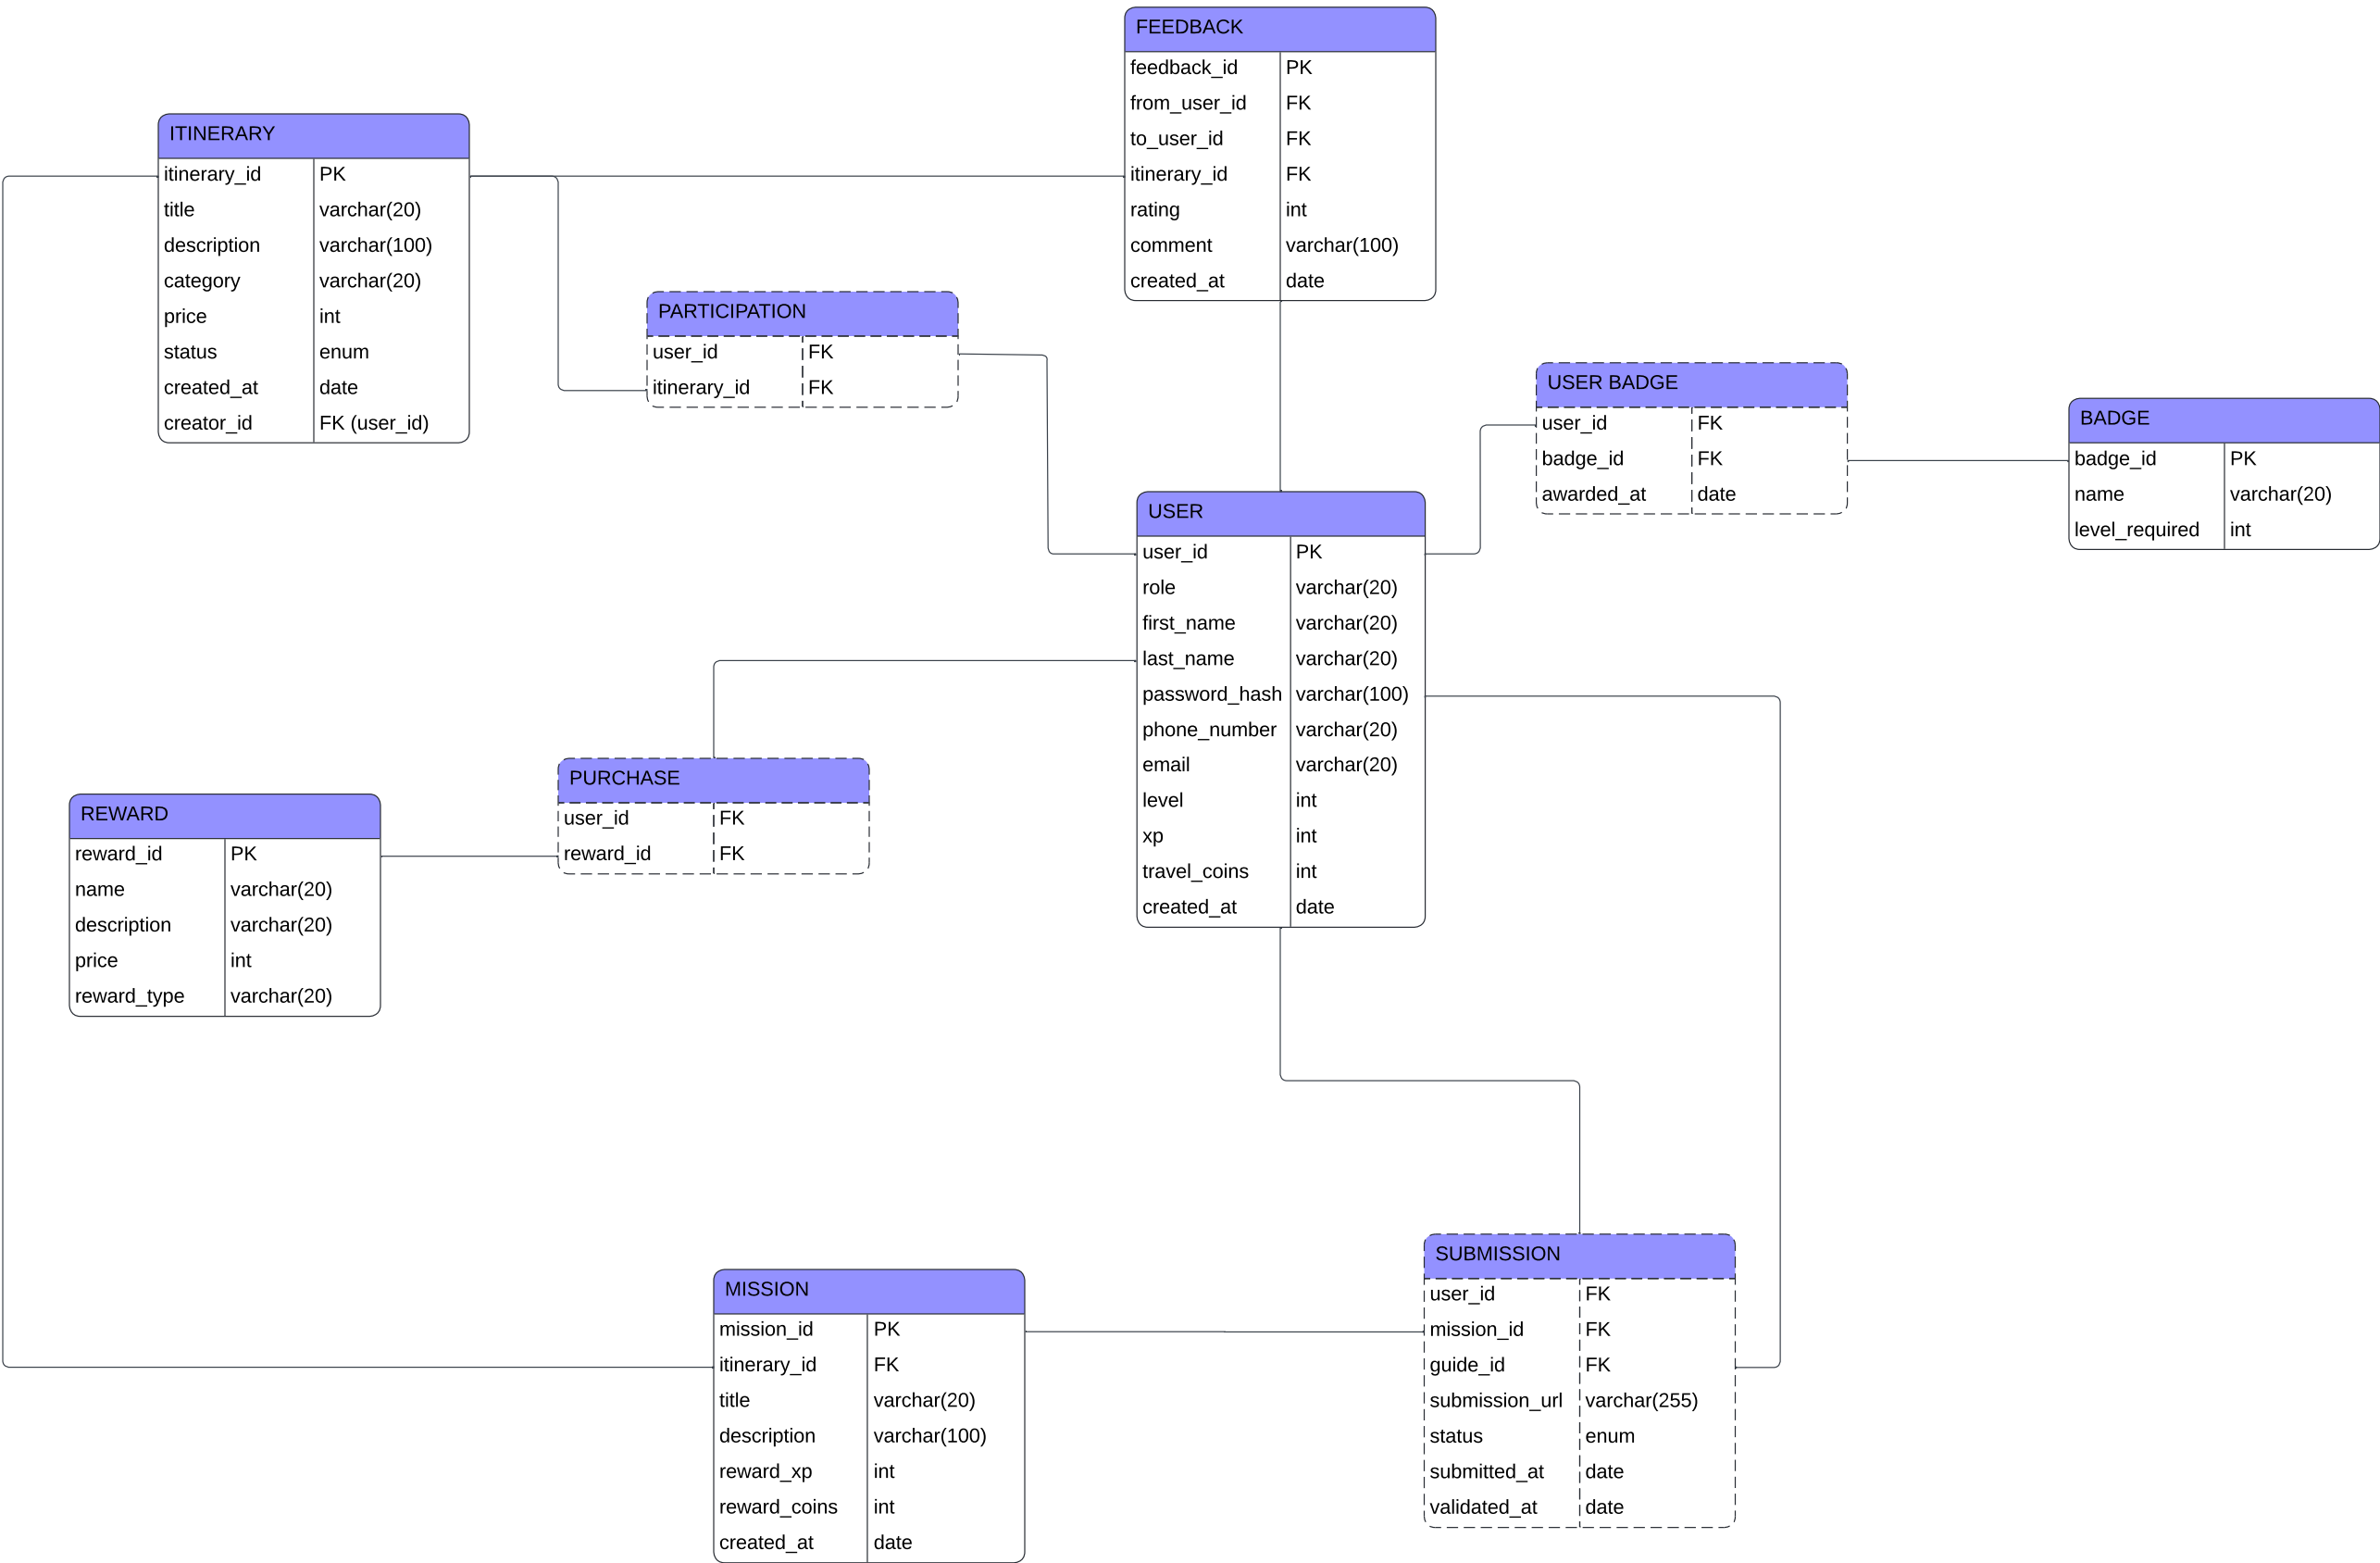 FEEDBACK
feedback_id PK
from_user_id FK
to_user_id FK
itinerary_id FK
rating int
comment varchar(100)
created_at date
ITINERARY
itinerary_id PK
title varchar(20)
description varchar(100)
category varchar(20)
price int
status enum
created_at date
creator_id FK (user_id)
PARTICIPATION
user_id FK
itinerary_id FK
USER BADGE
user_id FK
badge_id FK
awarded_at date
BADGE
badge_id PK
name varchar(20)
level_required int
USER
user_id PK
role varchar(20)
first_name varchar(20)
last_name varchar(20)
password_hash varchar(100)
phone_number varchar(20)
email varchar(20)
level int
xp int
travel_coins int
created_at date
PURCHASE
user_id FK
reward_id FK
REWARD
reward_id PK
name varchar(20)
description varchar(20)
price int
reward_type varchar(20)
MISSION
mission_id PK
itinerary_id FK
title varchar(20)
description varchar(100)
reward_xp int
reward_coins int
created_at date
SUBMISSION
user_id FK
mission_id FK
guide_id FK
submission_url varchar(255)
status enum
submitted_at date
validated_at date